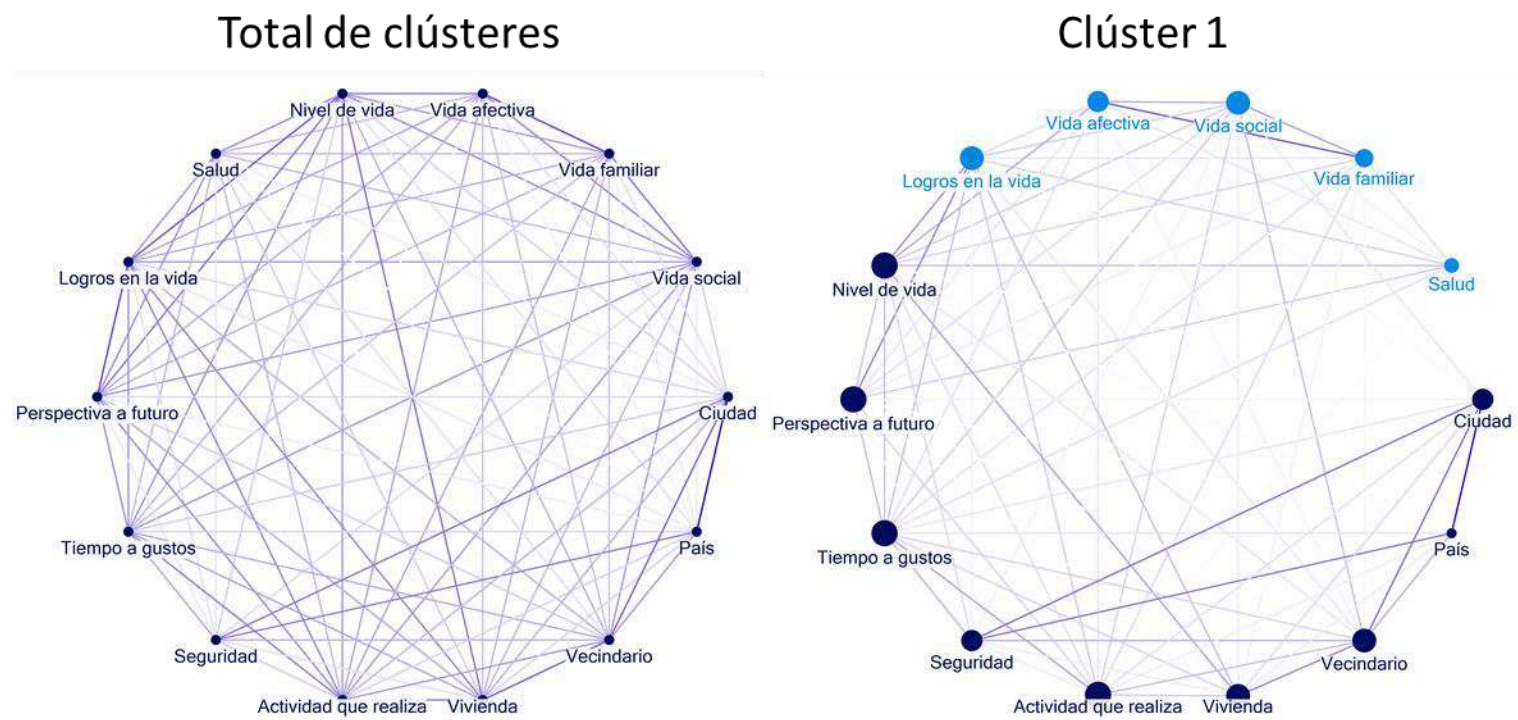 Total de clústeres
Nivel de vida
Vida afectiva
Salud
Vida familiar
Logros en la vida
Vida social
Perspectiva a futuro
Ciudad
Tiempo a gustos
País
Seguridad
Vecindario
Actividad que realiza
Vivienda
Clúster 1
Vida afectiva
Vida social
Logros en la vida
Vida familiar
Nivel de vida
Salud
Perspectiva a futuro
Ciudad
Tiempo a gustos
País
Seguridad
Vecindario
Actividad que realiza
Vivienda